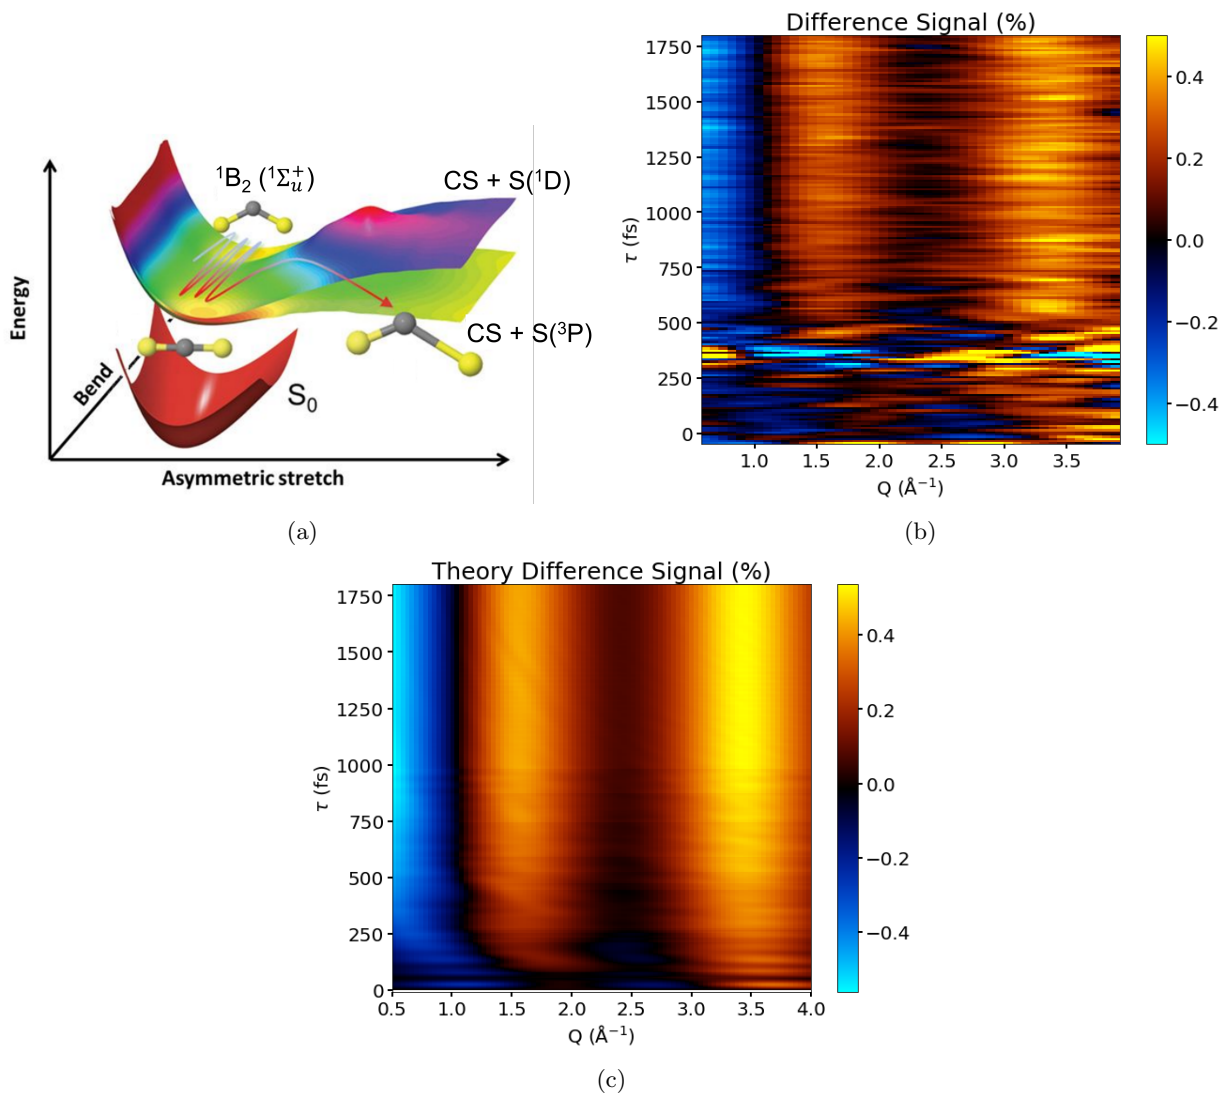 Energy
Bend
Asymmetric stretch
¹B₂ (¹Σᵤ⁺)
CS + S(¹D)
CS + S(³P)
S₀
(a)
Difference Signal (%)
1750
1500
1250
1000
750
500
250
0
τ (fs)
1.0 1.5 2.0 2.5 3.0 3.5
Q (Å⁻¹)
0.4
0.2
0.0
−0.2
−0.4
(b)
Theory Difference Signal (%)
1750
1500
1250
1000
750
500
250
0
τ (fs)
0.5 1.0 1.5 2.0 2.5 3.0 3.5 4.0
Q (Å⁻¹)
0.4
0.2
0.0
−0.2
−0.4
(c)